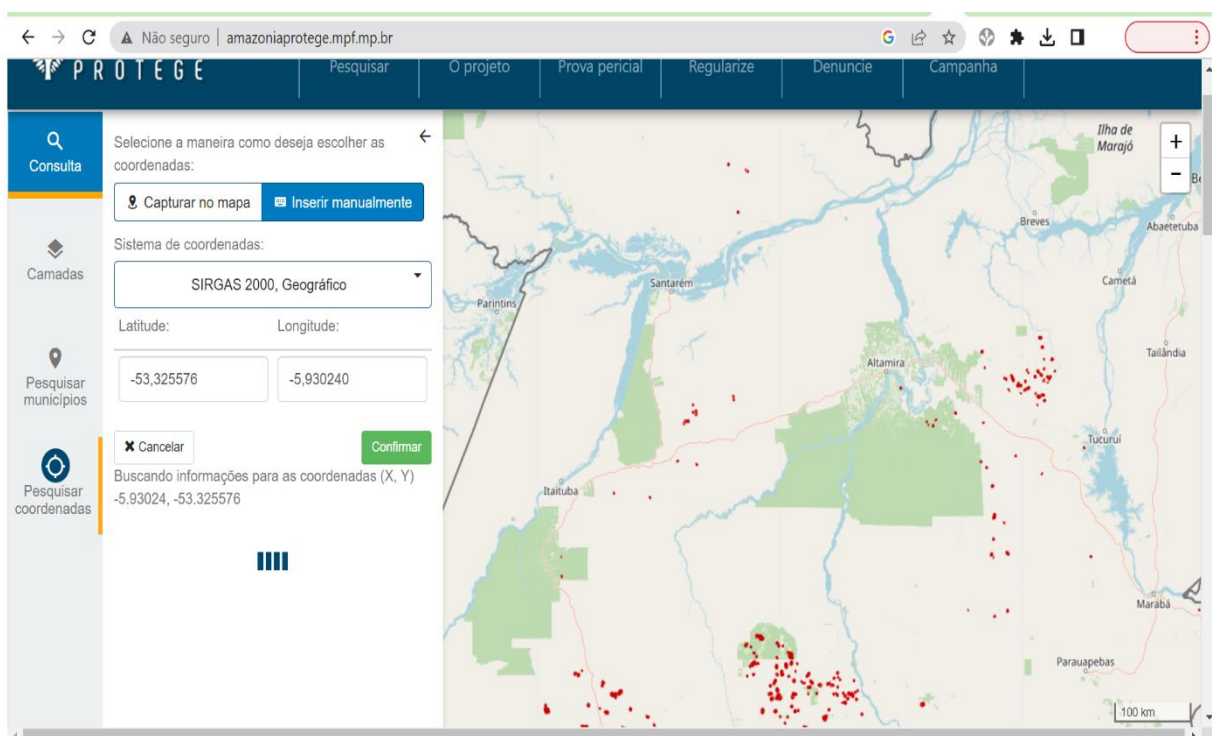 Não seguro | amazoniaprotege.mpf.mp.br
PROTEGE
Pesquisar
O projeto
Prova pericial
Regularize
Denuncie
Campanha
Consulta
Camadas
Pesquisar
municípios
Pesquisar
coordenadas
Selecione a maneira como deseja escolher as
coordenadas:
Capturar no mapa
Inserir manualmente
Sistema de coordenadas:
SIRGAS 2000, Geográfico
Latitude:
Longitude:
-53,325576
-5,930240
Cancelar
Confirmar
Buscando informações para as coordenadas (X, Y)
-5.93024, -53.325576
Ilha de
Marajó
+
-
Breves
Abaetetuba
Santarém
Parintins
Cametá
Altamira
Tailândia
Tucuruí
Itaituba
Marabá
Parauapebas
100 km